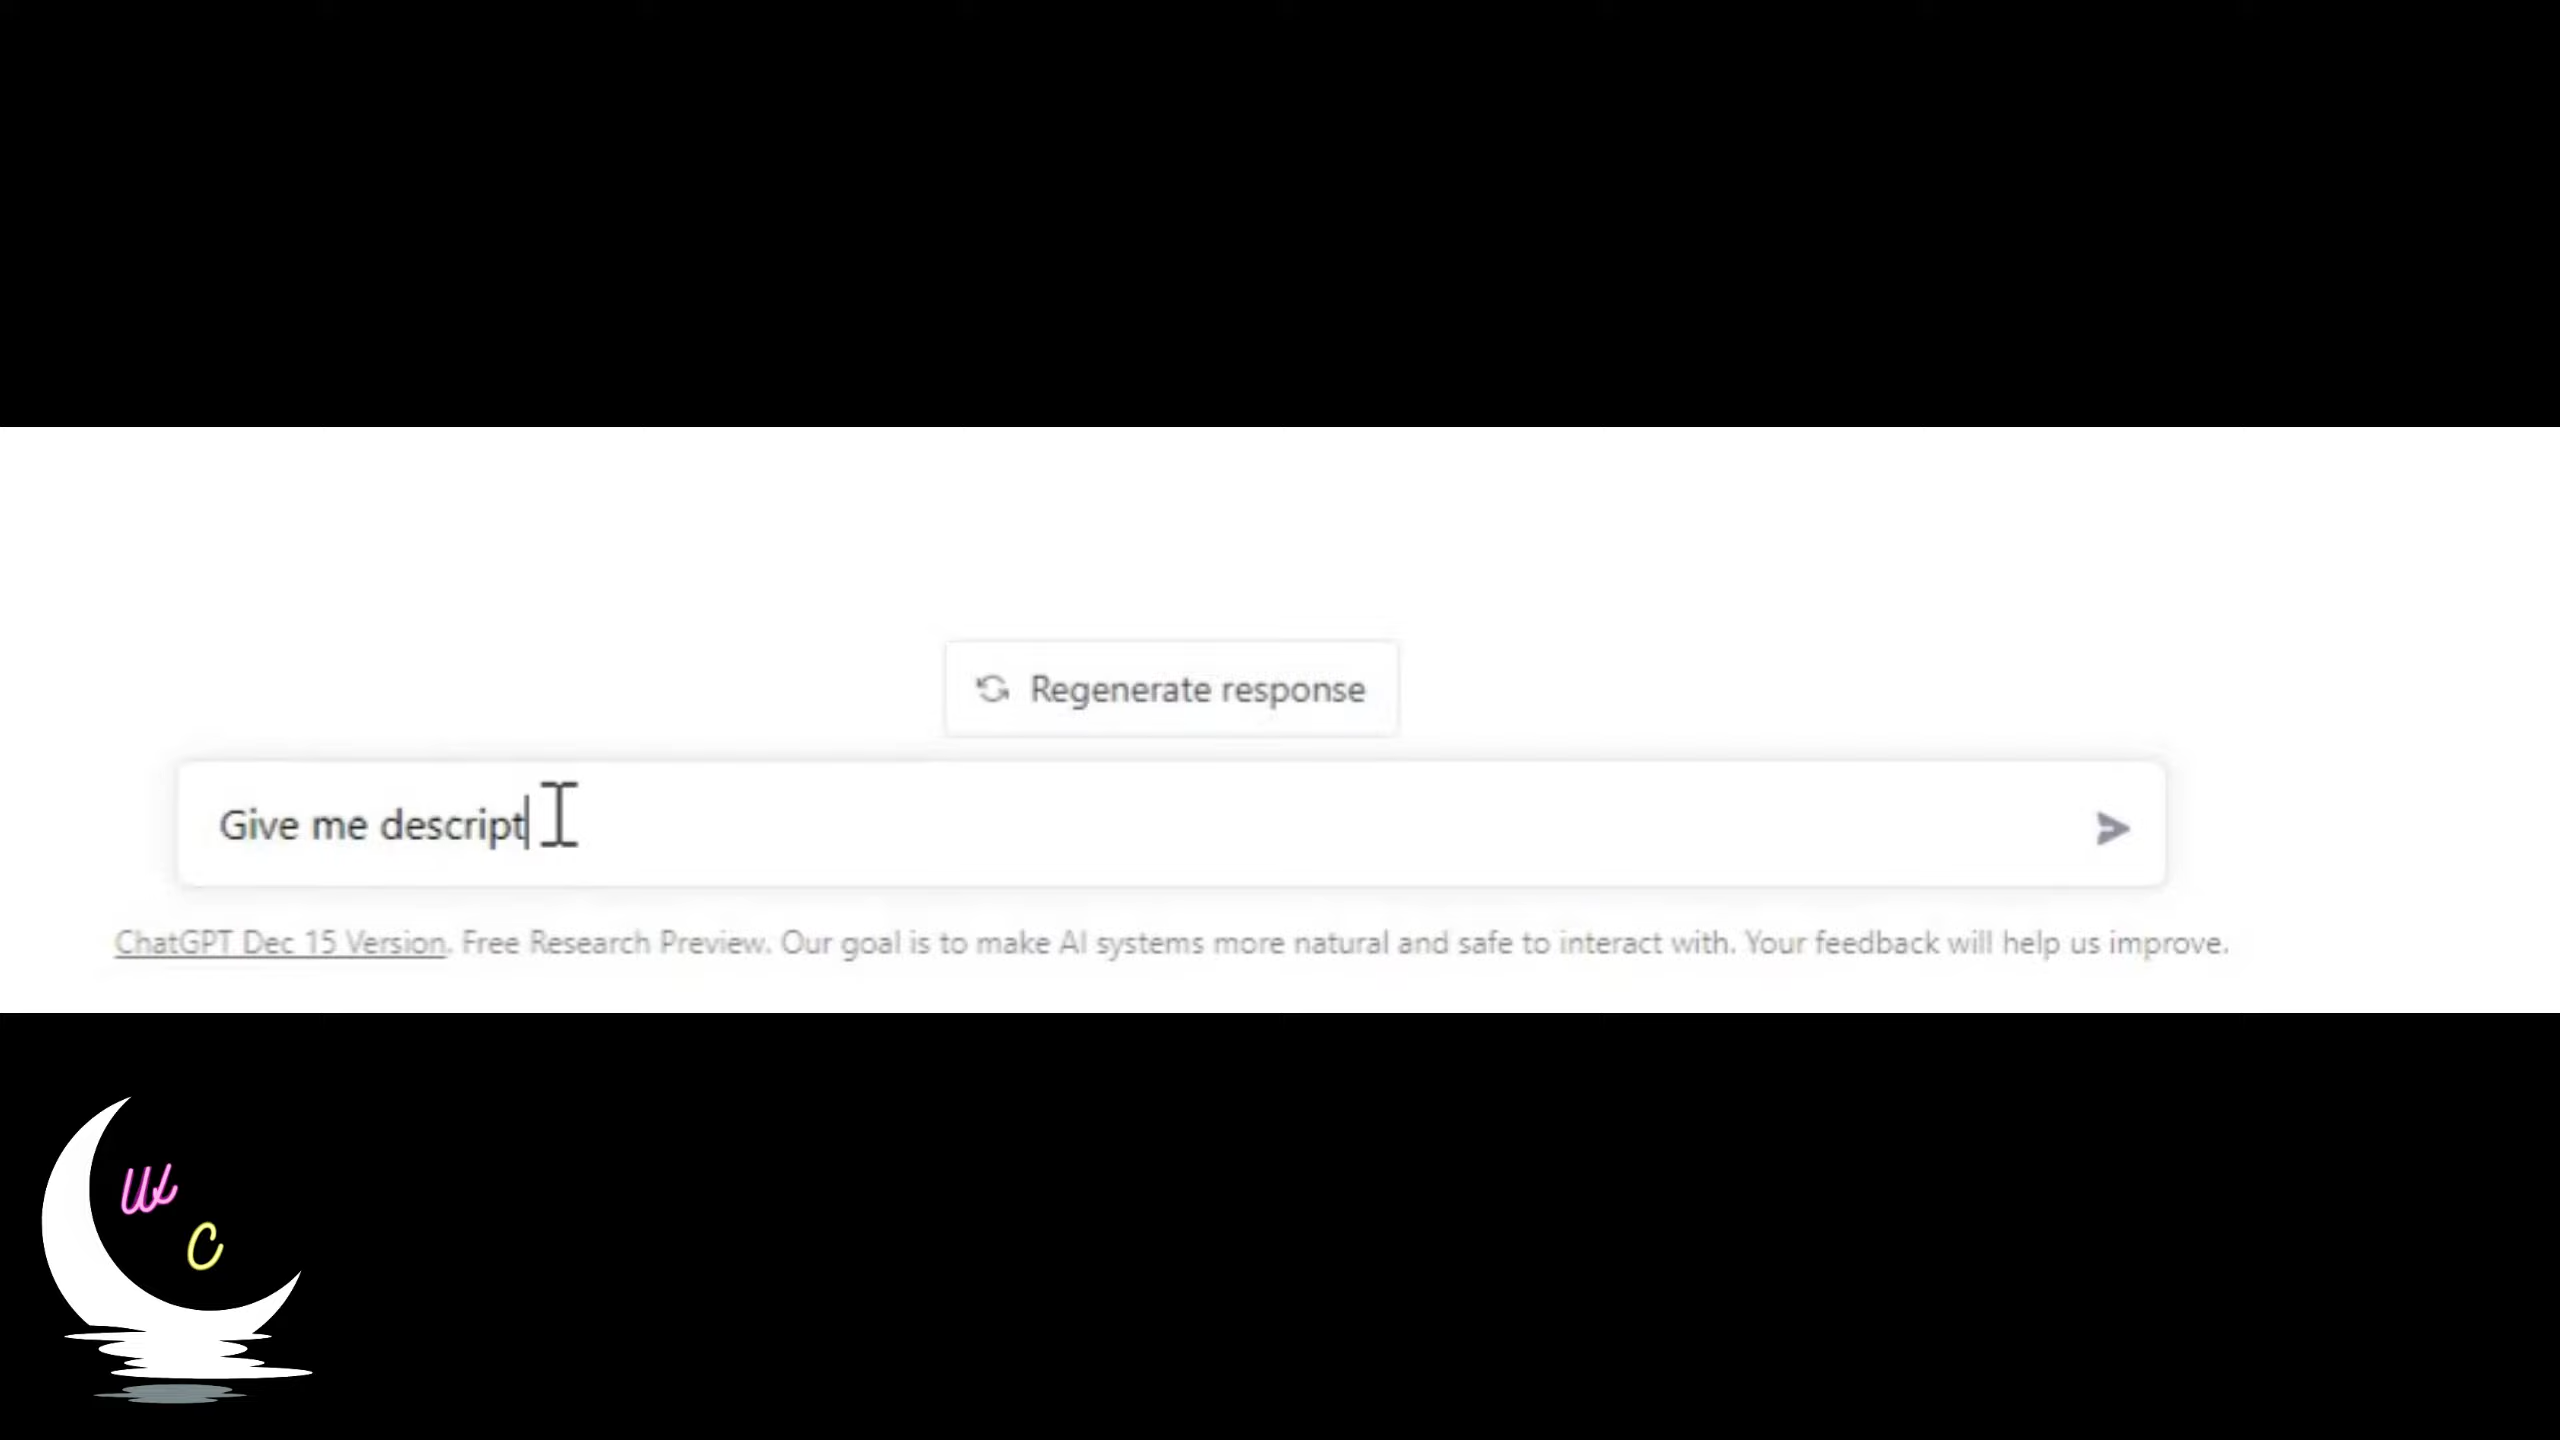 Regenerate response
Give me descript
ChatGPT Dec 15 Version. Free Research Preview. Our goal is to make AI systems more natural and safe to interact with. Your feedback will help us improve.
W
C